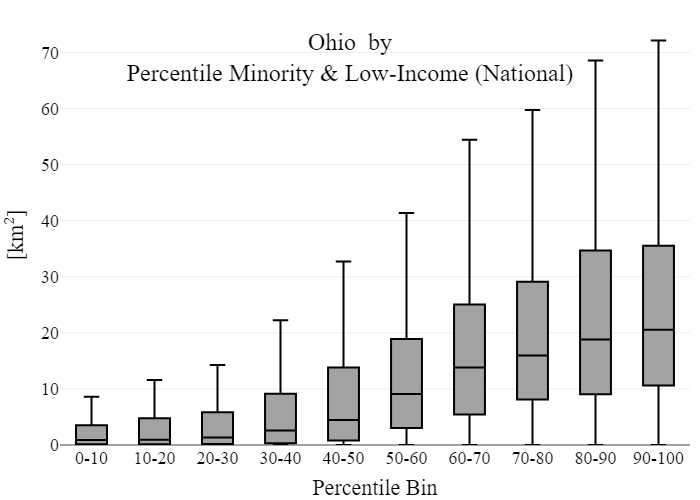 Ohio by
Percentile Minority & Low-Income (National)
70
60
50
40
30
20
10
0
[km²]
0-10 10-20 20-30 30-40 40-50 50-60 60-70 70-80 80-90 90-100
Percentile Bin